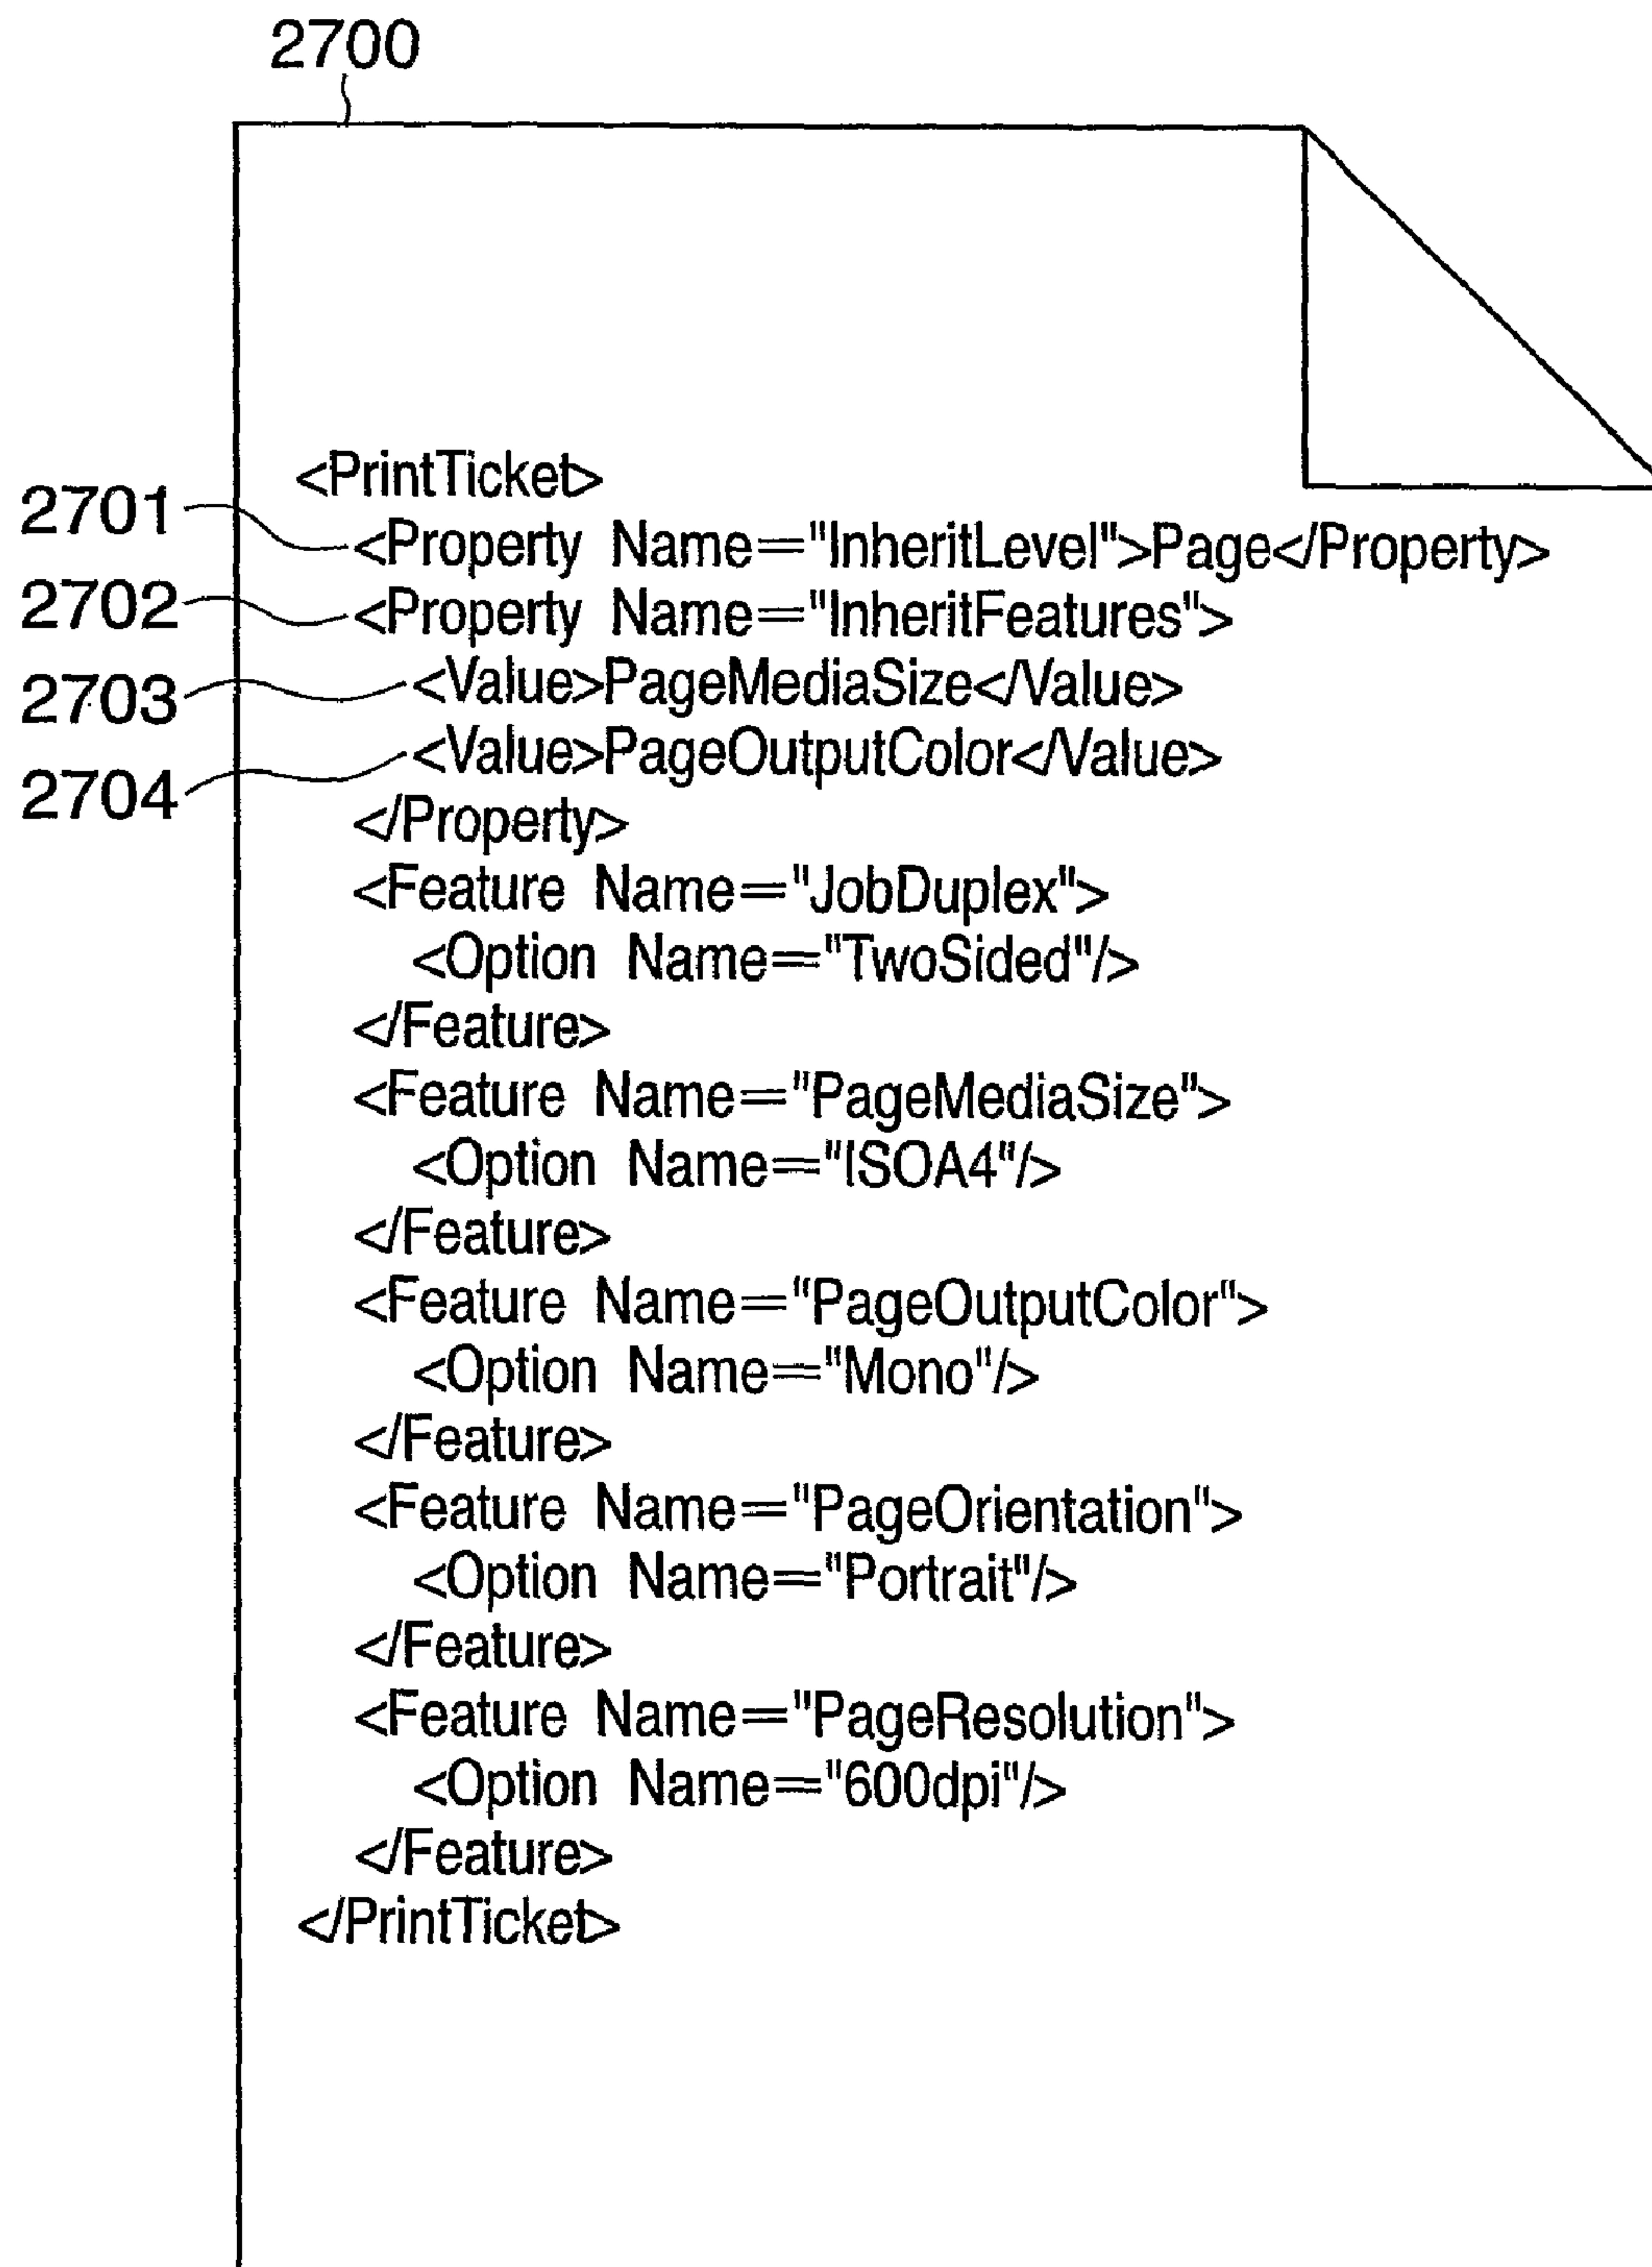 2700
<PrintTicket>
2701 <Property Name="InheritLevel">Page</Property>
2702 <Property Name="InheritFeatures">
2703 <Value>PageMediaSize</Value>
2704 <Value>PageOutputColor</Value>
</Property>
<Feature Name="JobDuplex">
<Option Name="TwoSided"/>
</Feature>
<Feature Name="PageMediaSize">
<Option Name="ISOA4"/>
</Feature>
<Feature Name="PageOutputColor">
<Option Name="Mono"/>
</Feature>
<Feature Name="PageOrientation">
<Option Name="Portrait"/>
</Feature>
<Feature Name="PageResolution">
<Option Name="600dpi"/>
</Feature>
</PrintTicket>